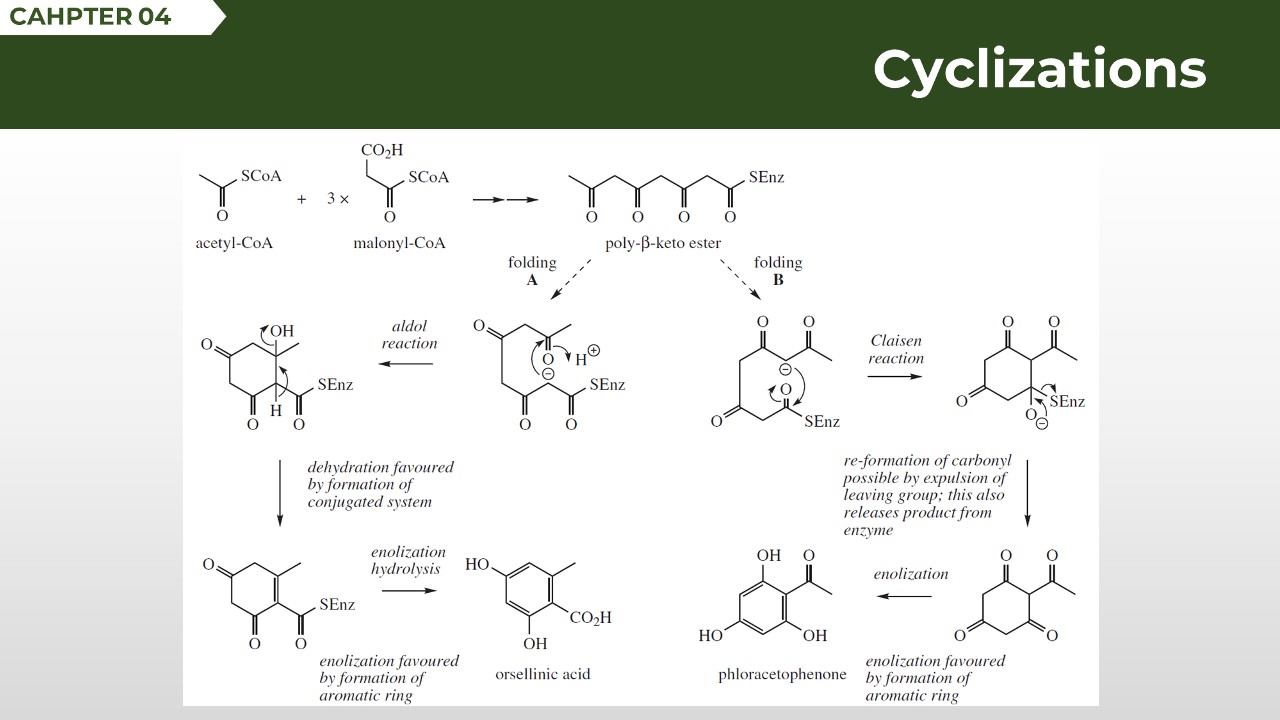 CAHPTER 04
Cyclizations
CO₂H
SCoA
SCoA
SEnz
+
3 ×
O
O
O
O
O
O
acetyl-CoA
malonyl-CoA
poly-β-keto ester
folding
A
folding
B
OH
O
H
O
O
SEnz
aldol
reaction
O
O
H⊕
⊖
SEnz
O
O
O
O
⊖
O
O
SEnz
Claisen
reaction
O
O
O
SEnz
O
⊖
dehydration favoured
by formation of
conjugated system
re-formation of carbonyl
possible by expulsion of
leaving group; this also
releases product from
enzyme
O
SEnz
O
O
enolization
hydrolysis
HO
CO₂H
OH
OH
O
HO
OH
enolization
O
O
O
O
enolization favoured
by formation of
aromatic ring
orsellinic acid
phloracetophenone
enolization favoured
by formation of
aromatic ring